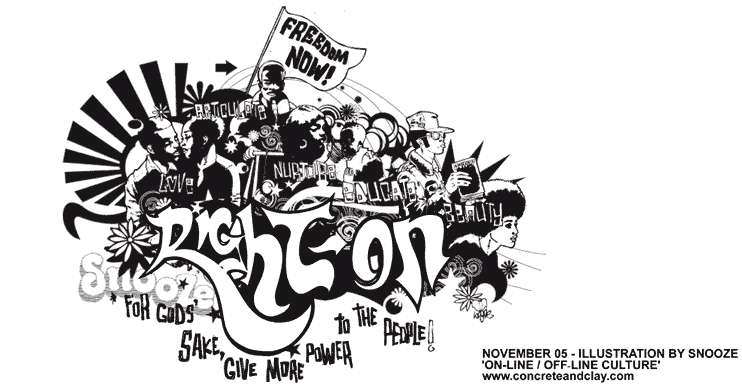 FREEDOM
NOW!
ARTICULATE
LOVE
NURTURE
EDUCATE
BEAUTY
RIGHT-ON
Snooze
FOR GODS'
SAKE,
GIVE MORE
POWER
TO THE
PEOPLE!
NOVEMBER 05 - ILLUSTRATION BY SNOOZE
'ON-LINE / OFF-LINE CULTURE'
www.concreteandclay.com